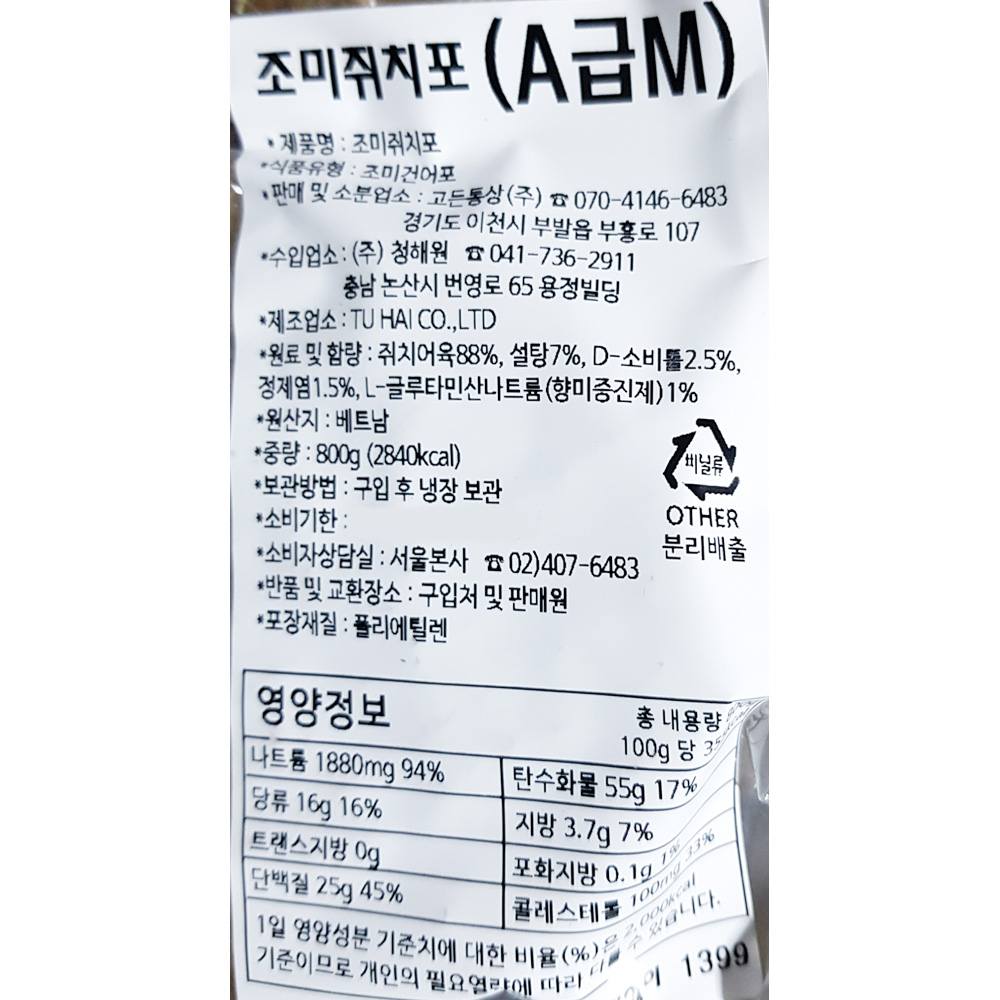 조미쥐치포 (A급M)
* 제품명 : 조미쥐치포
*식품유형 : 조미건어포
*판매 및 소분업소 : 고든통상(주) ☎ 070-4146-6483
경기도 이천시 부발읍 부흥로 107
*수입업소 : (주) 청해원 ☎ 041-736-2911
충남 논산시 번영로 65 용정빌딩
*제조업소 : TU HAI CO.,LTD
*원료 및 함량 : 쥐치어육88%, 설탕7%, D-소비톨2.5%,
정제염1.5%, L-글루타민산나트륨(향미증진제)1%
*원산지 : 베트남
*중량 : 800g (2840kcal)
*보관방법 : 구입 후 냉장 보관
*소비기한 :
*소비자상담실 : 서울본사 ☎ 02)407-6483
*반품 및 교환장소 : 구입처 및 판매원
*포장재질 : 폴리에틸렌
비닐류
OTHER
분리배출
영양정보
총 내용량
100g 당
나트륨 1880mg 94%
탄수화물 55g 17%
당류 16g 16%
지방 3.7g 7%
트랜스지방 0g
포화지방 0.1g 1%
단백질 25g 45%
콜레스테롤 100mg 33%
1일 영양성분 기준치에 대한 비율(%)은 2,000kcal
기준이므로 개인의 필요열량에 따라 다를 수 있습니다.
1399